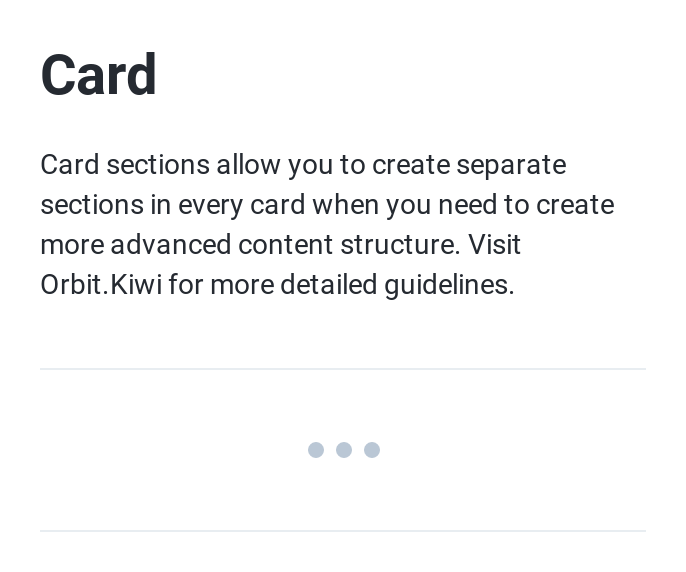 Card
Card sections allow you to create separate
sections in every card when you need to create
more advanced content structure. Visit
Orbit.Kiwi for more detailed guidelines.